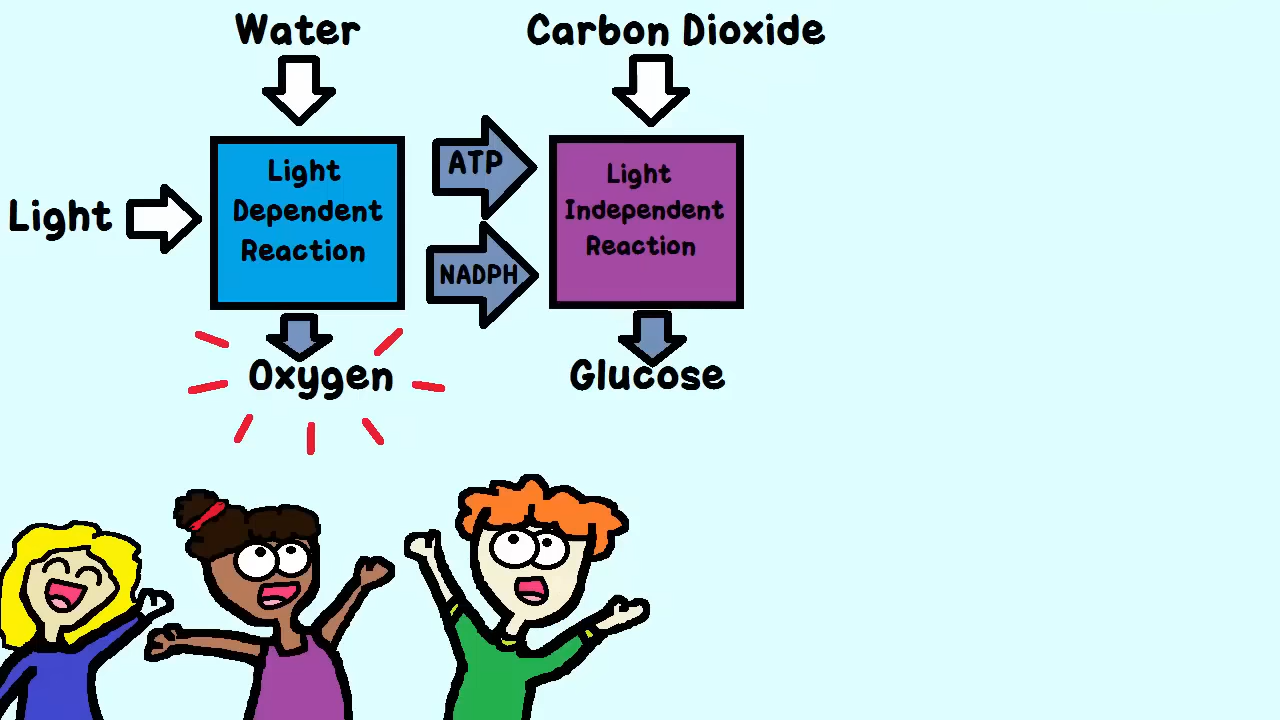 Water
Carbon Dioxide
Light
Light
Dependent
Reaction
ATP
NADPH
Light
Independent
Reaction
Oxygen
Glucose